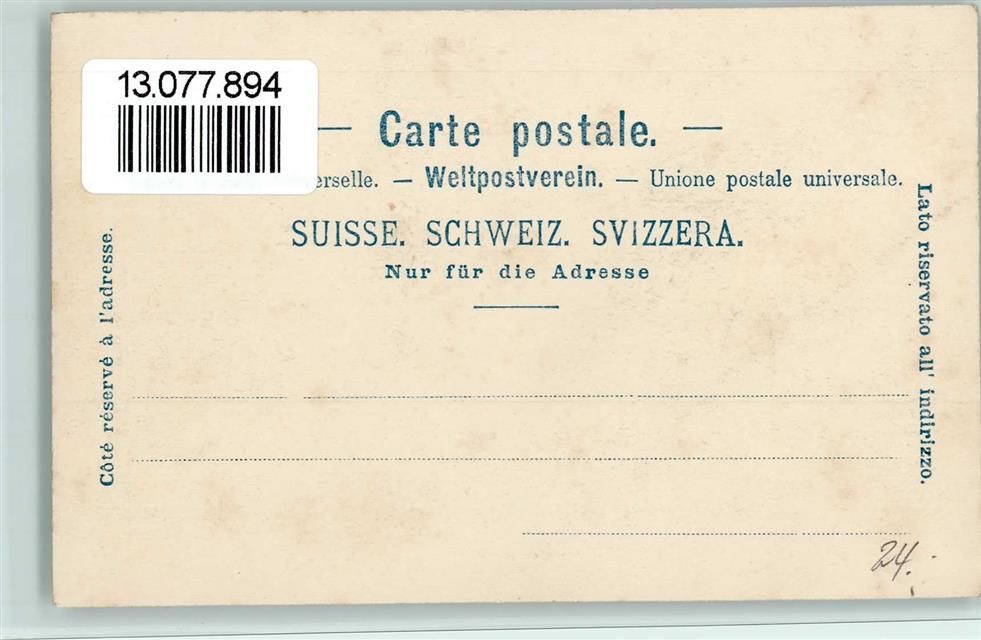 13.077.894
— Carte postale. —
erselle. — Weltpostverein. — Unione postale universale.
SUISSE. SCHWEIZ. SVIZZERA.
Nur für die Adresse
Côté réservé à l'adresse.
Lato riservato all' indirizzo.
24.